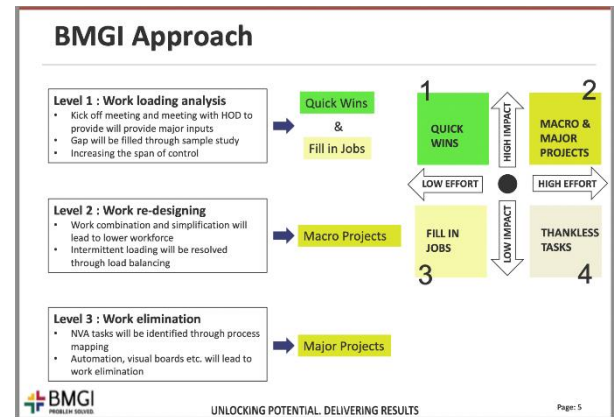 BMGI Approach
Level 1 : Work loading analysis
• Kick off meeting and meeting with HOD to
provide will provide major inputs
• Gap will be filled through sample study
• Increasing the span of control
Quick Wins
&
Fill in Jobs
Level 2 : Work re-designing
• Work combination and simplification will
lead to lower workforce
• Intermittent loading will be resolved
through load balancing
Macro Projects
Level 3 : Work elimination
• NVA tasks will be identified through process
mapping
• Automation, visual boards etc. will lead to
work elimination
Major Projects
1
2
QUICK
WINS
HIGH IMPACT
MACRO &
MAJOR
PROJECTS
LOW EFFORT
HIGH EFFORT
FILL IN
JOBS
LOW IMPACT
THANKLESS
TASKS
3
4
BMGI
PROBLEM SOLVED.
UNLOCKING POTENTIAL. DELIVERING RESULTS
Page: 5